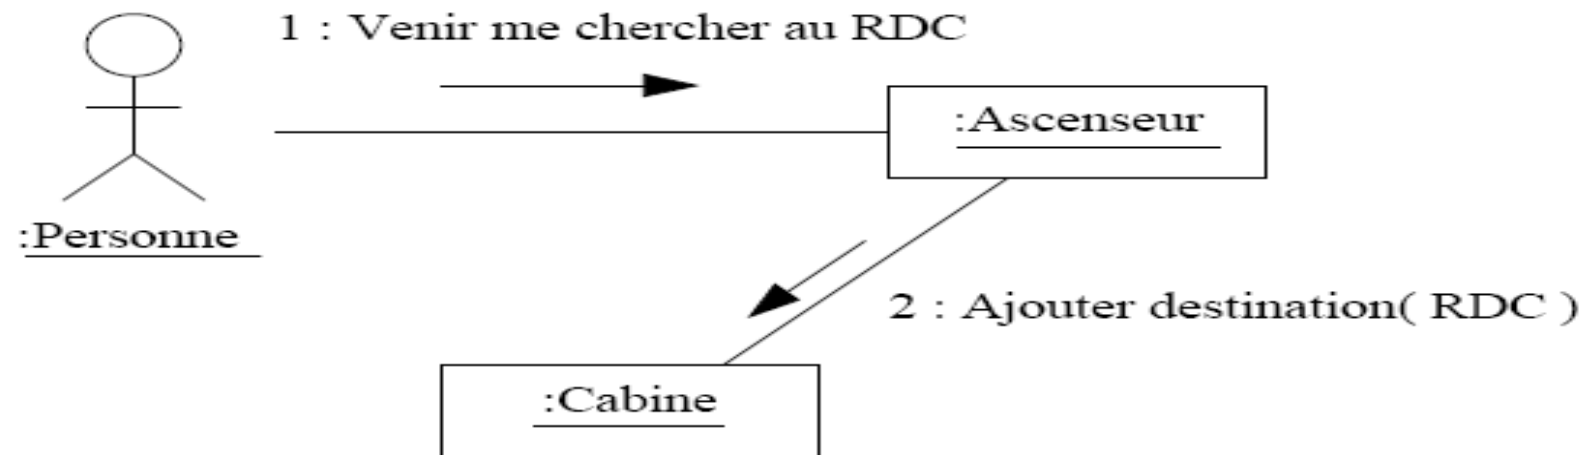 1 : Venir me chercher au RDC
:Ascenseur
:Personne
2 : Ajouter destination( RDC )
:Cabine